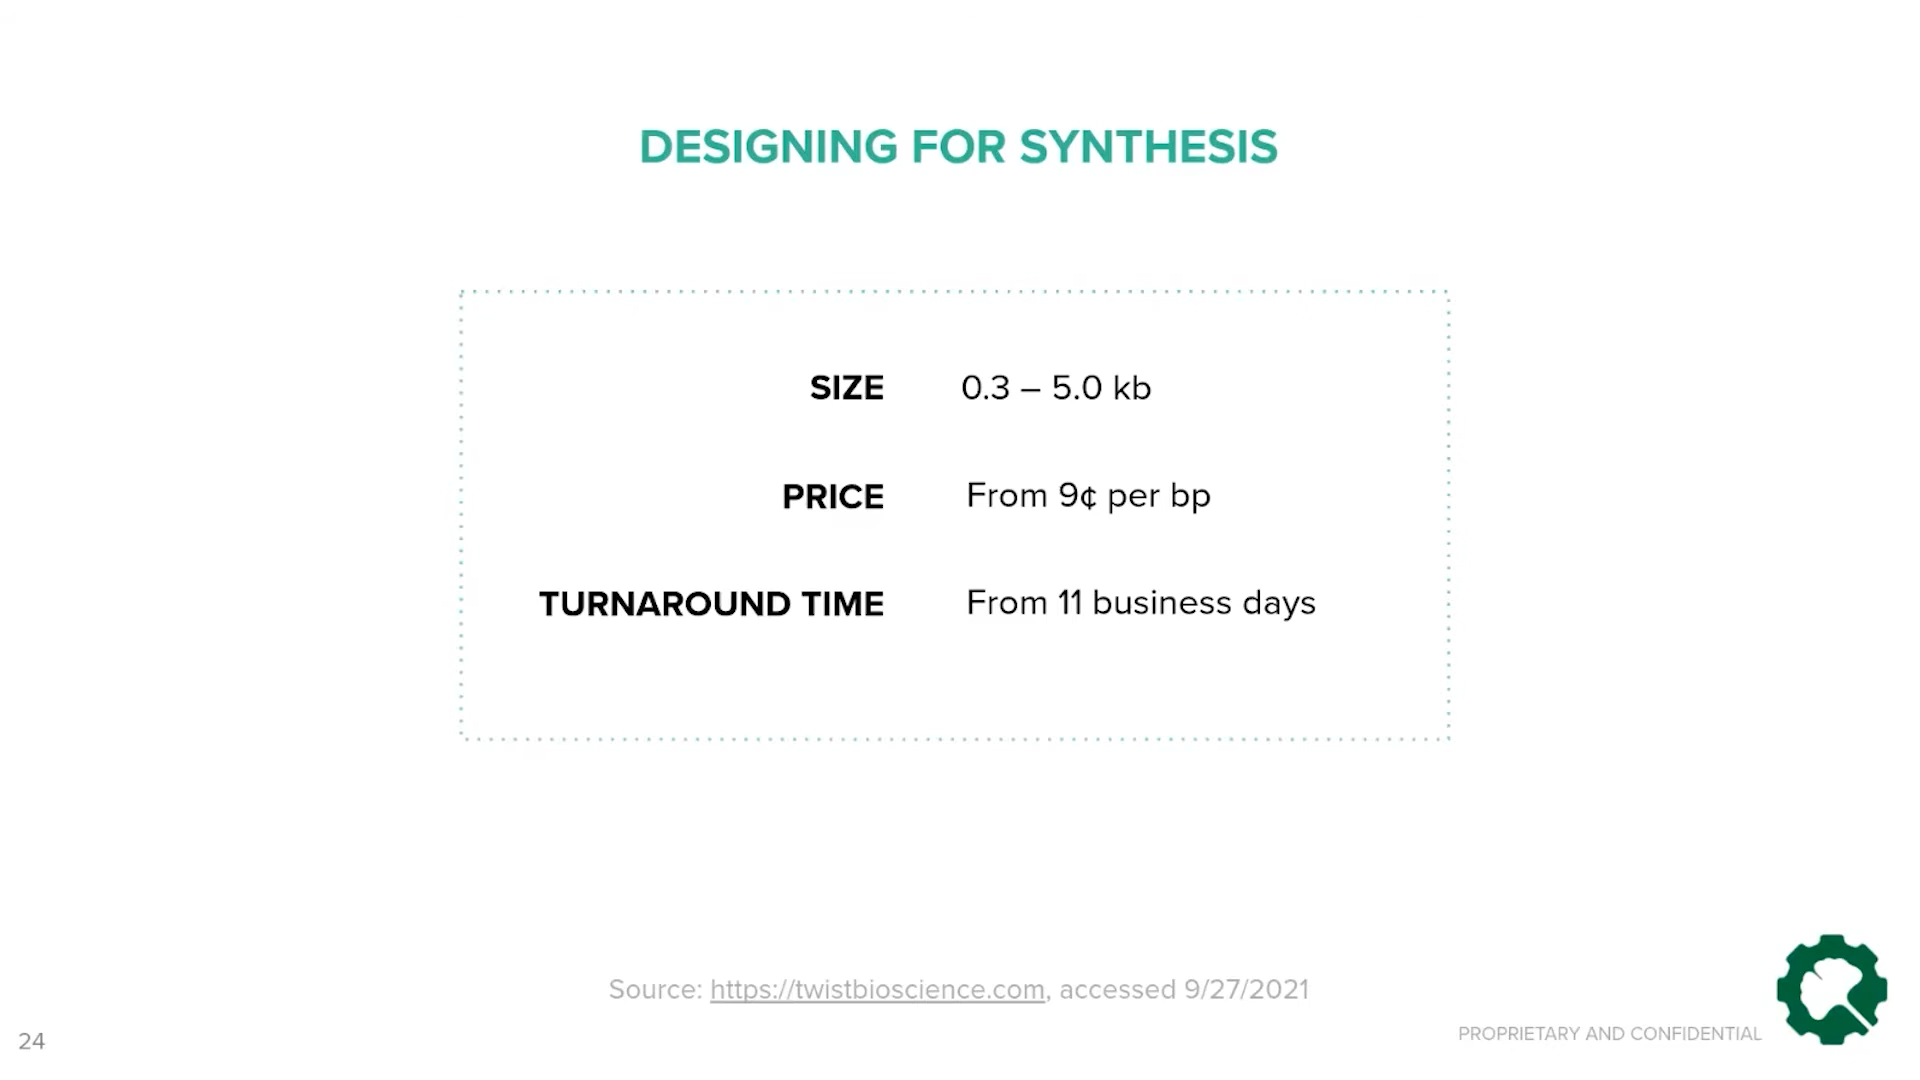 DESIGNING FOR SYNTHESIS
SIZE 0.3 – 5.0 kb
PRICE From 9¢ per bp
TURNAROUND TIME From 11 business days
Source: https://twistbioscience.com, accessed 9/27/2021
24
PROPRIETARY AND CONFIDENTIAL